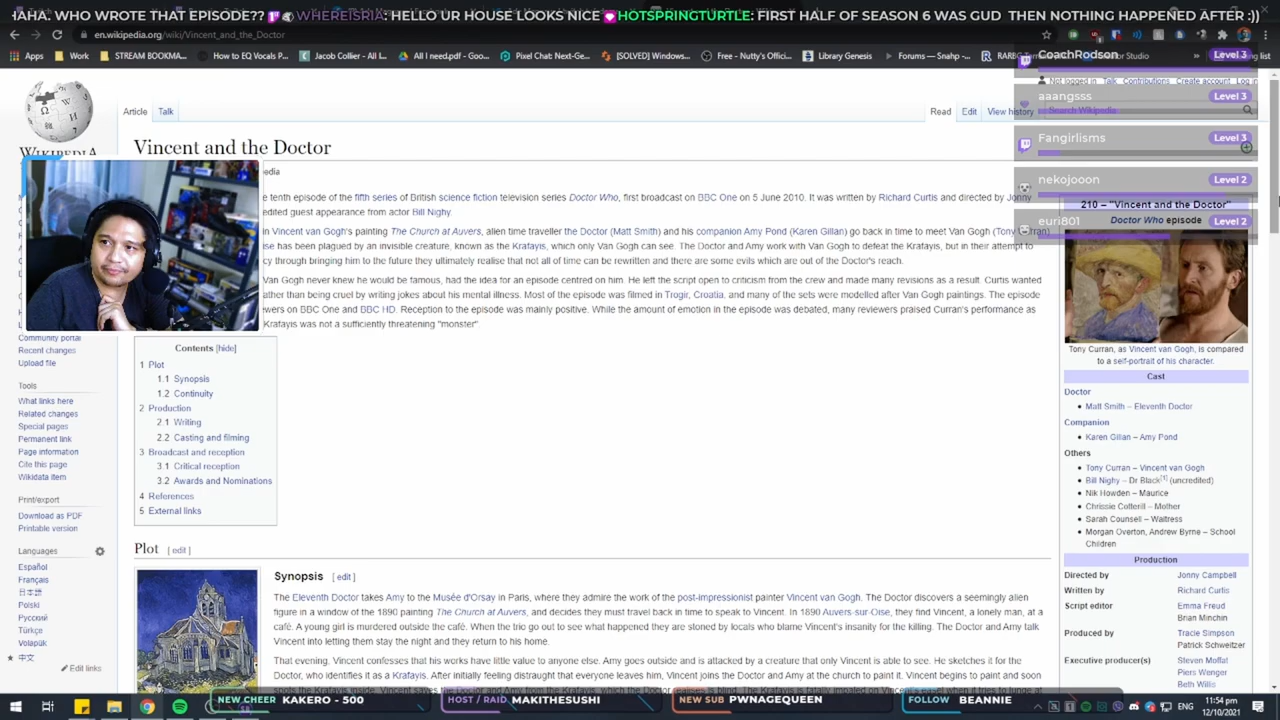 AHA. WHO WROTE THAT EPISODE?? WHEREISRIA: HELLO UR HOUSE LOOKS NICE HOTSPRINGTURTLE: FIRST HALF OF SEASON 6 WAS GUD THEN NOTHING HAPPENED AFTER :))
en.wikipedia.org/wiki/Vincent_and_the_Doctor
Apps Work STREAM BOOKMA... How to EQ Vocals P... Jacob Collier - All I... All I need.pdf - Goo... Pixel Chat Next-Ge... [SOLVED] Windows... Free - Nutty's Offici... Library Genesis Forums — Snahp -...
CoachRodson Level 3
Not logged in Talk Contributions Create account Log in
aaangsss Level 3
Article Talk
Read Edit View history Search Wikipedia
Fangirlisms Level 3
WIKIPEDIA
Vincent and the Doctor
pedia
nekojooon Level 2
e tenth episode of the fifth series of British science fiction television series Doctor Who, first broadcast on BBC One on 5 June 2010. It was written by Richard Curtis and directed by Jonny
edited guest appearance from actor Bill Nighy.
210 – "Vincent and the Doctor"
euri801 Level 2
Doctor Who episode
in Vincent van Gogh's painting The Church at Auvers, alien time traveller the Doctor (Matt Smith) and his companion Amy Pond (Karen Gillan) go back in time to meet Van Gogh (Tony Curran)
se has been plagued by an invisible creature, known as the Krafayis, which only Van Gogh can see. The Doctor and Amy work with Van Gogh to defeat the Krafayis, but in their attempt to
cy through bringing him to the future they ultimately realise that not all of time can be rewritten and there are some evils which are out of the Doctor's reach.
Van Gogh never knew he would be famous, had the idea for an episode centred on him. He left the script open to criticism from the crew and made many revisions as a result. Curtis wanted
ather than being cruel by writing jokes about his mental illness. Most of the episode was filmed in Trogir, Croatia, and many of the sets were modelled after Van Gogh paintings. The episode
ewers on BBC One and BBC HD. Reception to the episode was mainly positive. While the amount of emotion in the episode was debated, many reviewers praised Curran's performance as
Krafayis was not a sufficiently threatening "monster"
Community portal
Recent changes
Upload file
Tools
What links here
Related changes
Special pages
Permanent link
Page information
Cite this page
Wikidata item
Print/export
Download as PDF
Printable version
Languages
Español
Français
日本語
Polski
Русский
Türkçe
Volapük
中文
Edit links
Contents [hide]
1 Plot
1.1 Synopsis
1.2 Continuity
2 Production
2.1 Writing
2.2 Casting and filming
3 Broadcast and reception
3.1 Critical reception
3.2 Awards and Nominations
4 References
5 External links
Plot [ edit ]
Synopsis [ edit ]
The Eleventh Doctor takes Amy to the Musée d'Orsay in Paris, where they admire the work of the post-impressionist painter Vincent van Gogh. The Doctor discovers a seemingly alien
figure in a window of the 1890 painting The Church at Auvers, and decides they must travel back in time to speak to Vincent. In 1890 Auvers-sur-Oise, they find Vincent, a lonely man, at a
café. A young girl is murdered outside the café. When the trio go out to see what happened they are stoned by locals who blame Vincent's insanity for the killing. The Doctor and Amy talk
Vincent into letting them stay the night and they return to his home.
That evening, Vincent confesses that his works have little value to anyone else. Amy goes outside and is attacked by a creature that only Vincent is able to see. He sketches it for the
Doctor, who identifies it as a Krafayis. After initially feeling distraught that everyone leaves him, Vincent joins the Doctor and Amy at the church to paint it. Vincent begins to paint and soon
Tony Curran, as Vincent van Gogh, is compared
to a self-portrait of his character.
Cast
Doctor
Matt Smith – Eleventh Doctor
Companion
Karen Gillan – Amy Pond
Others
Tony Curran – Vincent van Gogh
Bill Nighy – Dr Black[1] (uncredited)
Nik Howden – Maurice
Chrissie Cotterill – Mother
Sarah Counsell – Waitress
Morgan Overton, Andrew Byrne – School
Children
Production
Directed by Jonny Campbell
Written by Richard Curtis
Script editor Emma Freud
Brian Minchin
Produced by Tracie Simpson
Patrick Schweitzer
Executive producer(s) Steven Moffat
Piers Wenger
Beth Willis
NEW CHEER KAKERO - 500 HOST / RAID MAKITHESUSHI NEW SUB PWNAGEQUEEN FOLLOW BEANNIE
ENG 11:54 pm
12/10/2021